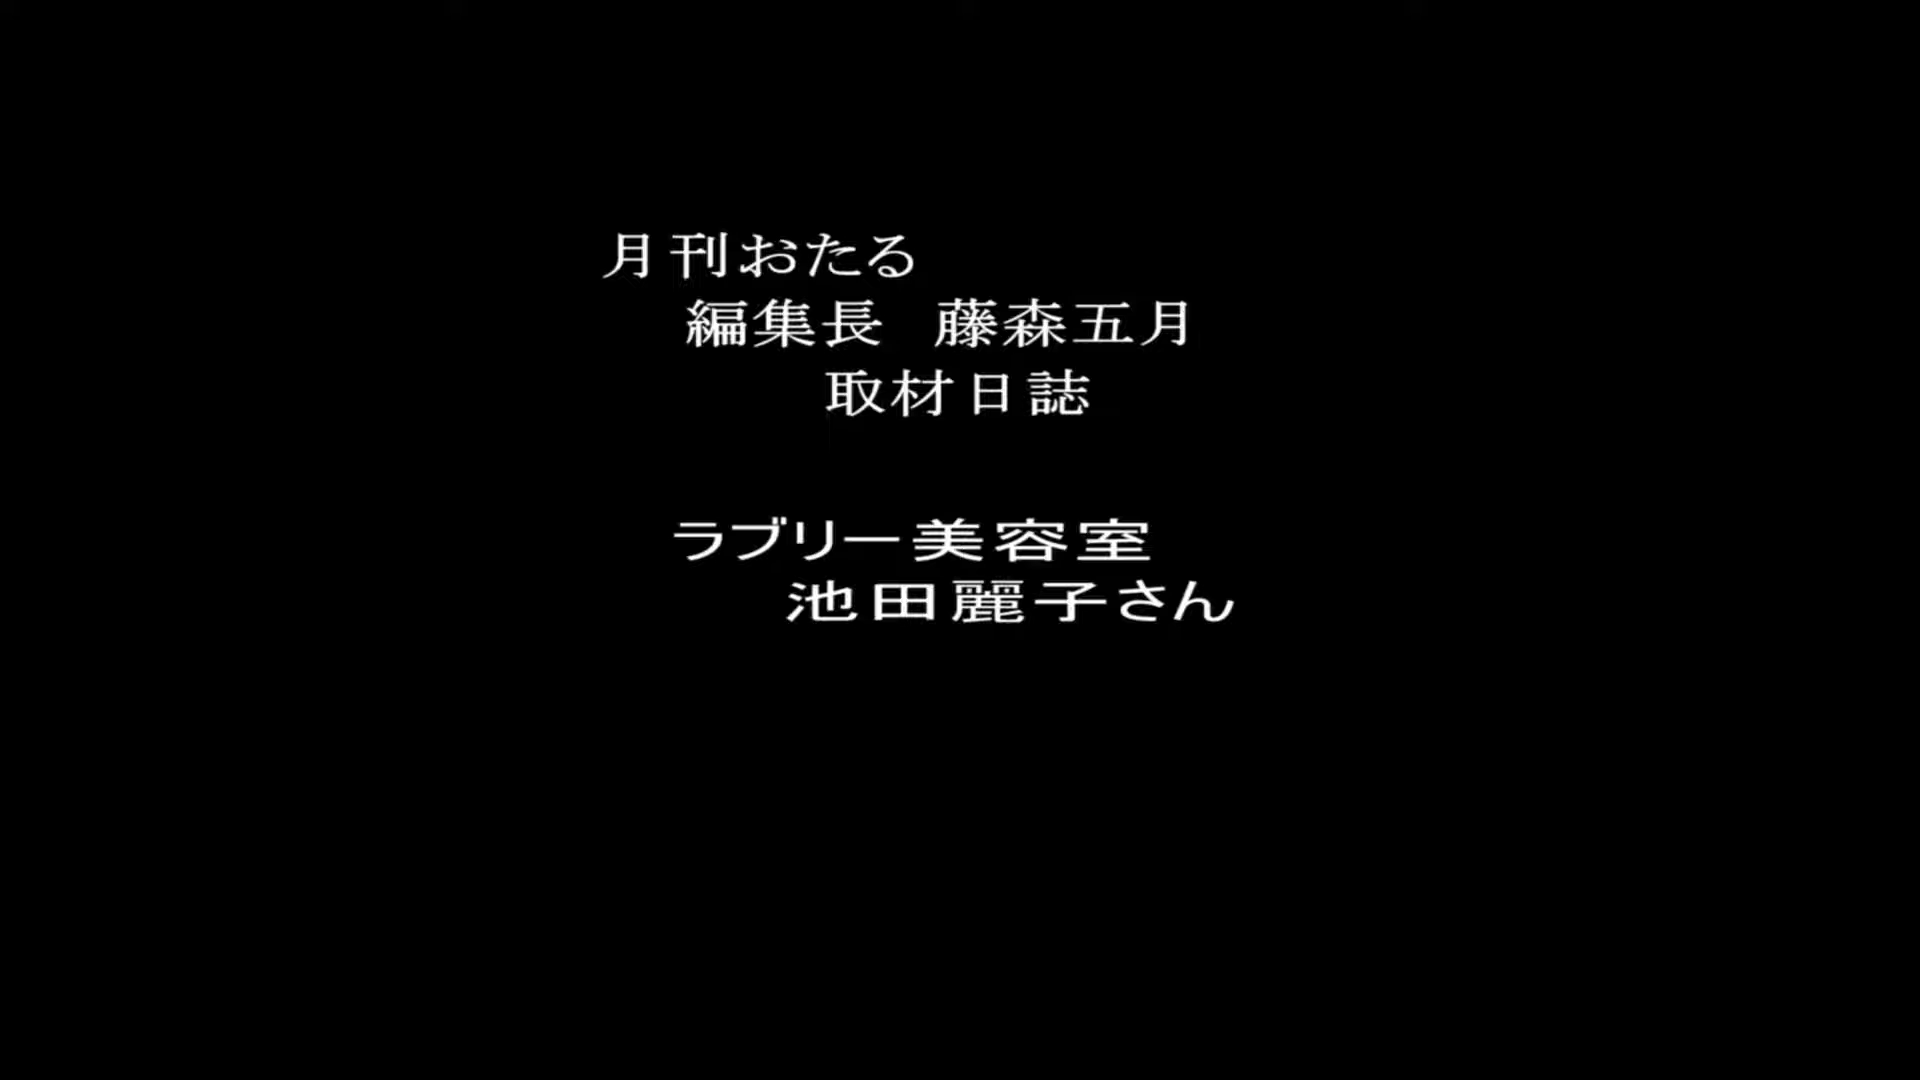 月刊おたる
編集長　藤森五月
取材日誌
ラブリー美容室
池田麗子さん